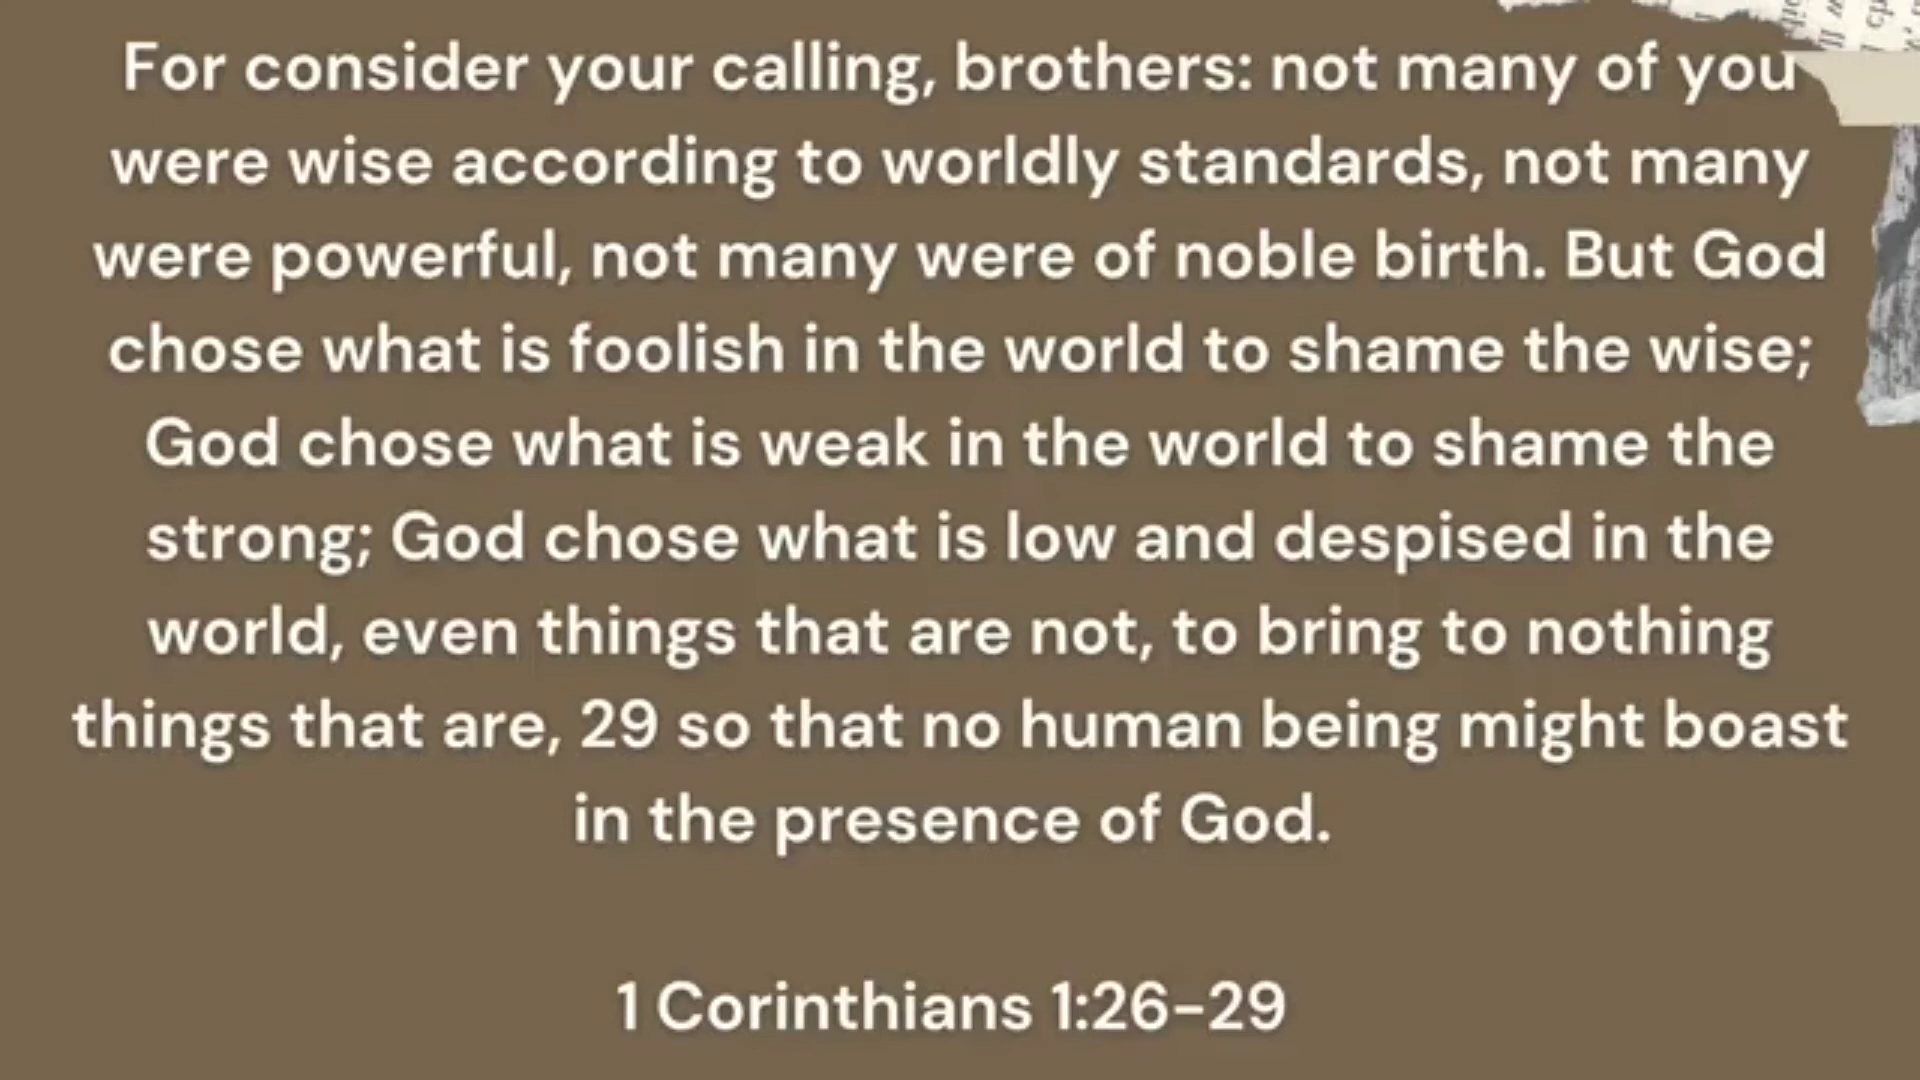 For consider your calling, brothers: not many of you
were wise according to worldly standards, not many
were powerful, not many were of noble birth. But God
chose what is foolish in the world to shame the wise;
God chose what is weak in the world to shame the
strong; God chose what is low and despised in the
world, even things that are not, to bring to nothing
things that are, 29 so that no human being might boast
in the presence of God.
1 Corinthians 1:26–29